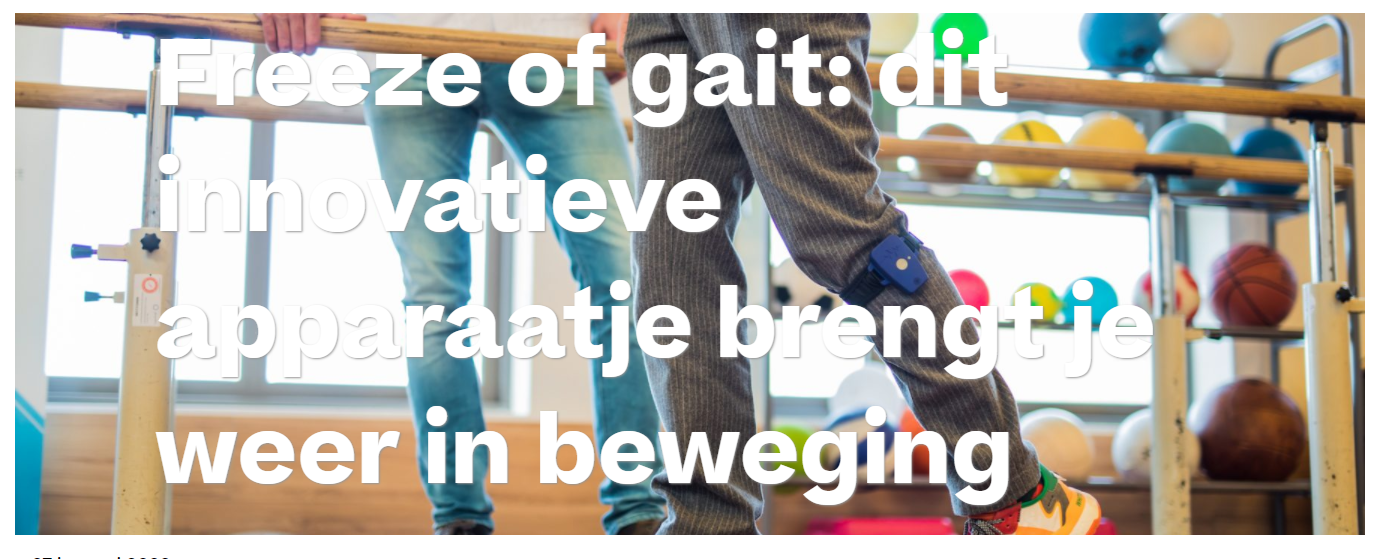 Freeze of gait: dit
innovatieve
apparaatje brengt je
weer in beweging